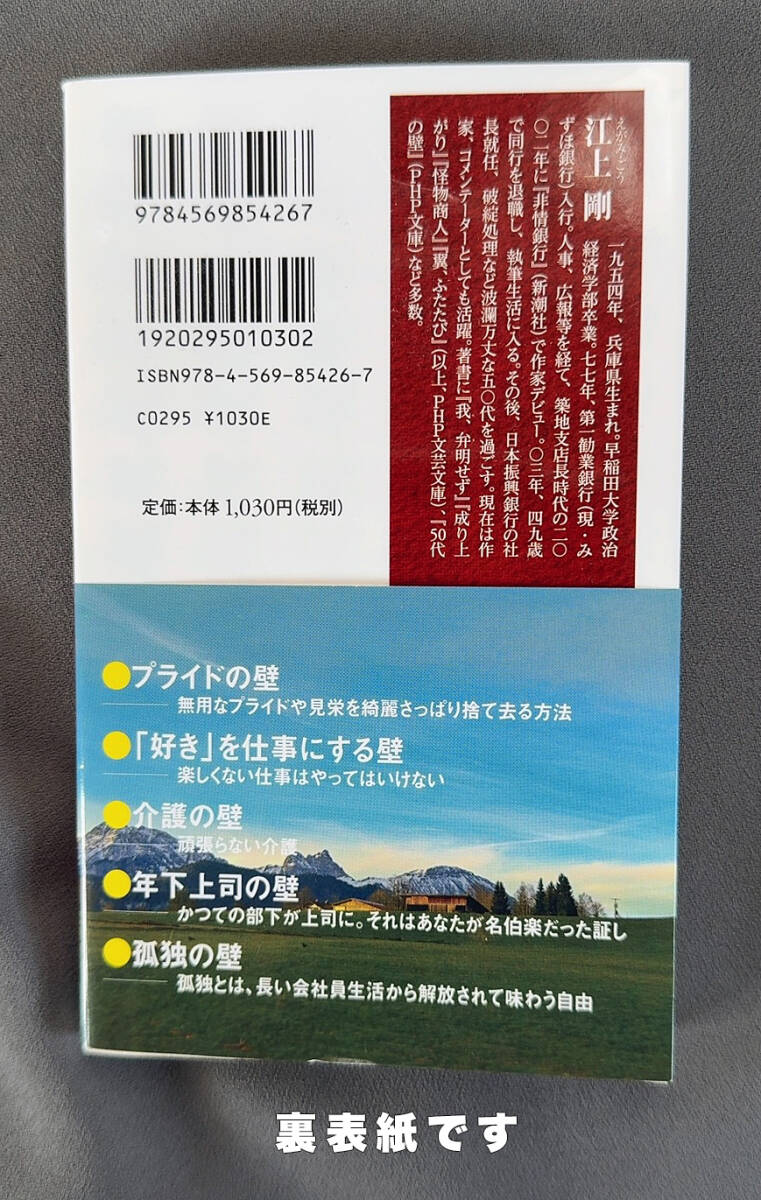 9784569854267
1920295010302
ISBN978-4-569-85426-7
C0295 ¥1030E
定価：本体1,030円（税別）
えがみ・ごう
江上 剛
一九五四年、兵庫県生まれ。早稲田大学政治
経済学部卒業。七七年、第一勧業銀行（現・み
ずほ銀行）入行。人事、広報等を経て、築地支店長時代の二〇
〇二年に『非情銀行』（新潮社）で作家デビュー。〇三年、四九歳
で同行を退職し、執筆生活に入る。その後、日本振興銀行の社
長就任、破綻処理など波瀾万丈な五〇代を過ごす。現在は作
家、コメンテーターとしても活躍。著書に『我、弁明せず』『成り上
がり』『怪物商人』『翼、ふたたび』（以上、PHP文芸文庫）、『50代
の壁』（PHP文庫）など多数。
●プライドの壁
――無用なプライドや見栄を綺麗さっぱり捨て去る方法
●「好き」を仕事にする壁
――楽しくない仕事はやってはいけない
●介護の壁
――頑張らない介護
●年下上司の壁
――かつての部下が上司に。それはあなたが名伯楽だった証し
●孤独の壁
――孤独とは、長い会社員生活から解放されて味わう自由
裏表紙です